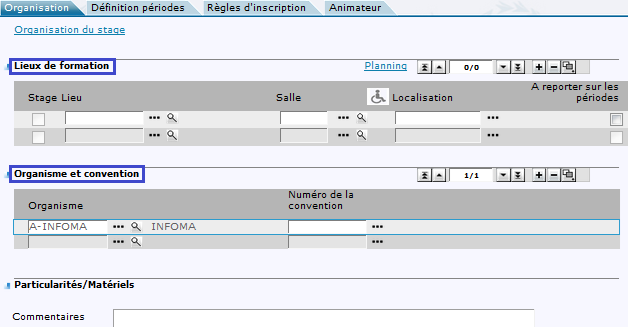 Organisation Définition périodes Règles d'inscription Animateur
Organisation du stage
Lieux de formation Planning 0/0
Stage Lieu Salle Localisation A reporter sur les périodes
Organisme et convention 1/1
Organisme Numéro de la convention
A-INFOMA INFOMA
Particularités/Matériels
Commentaires